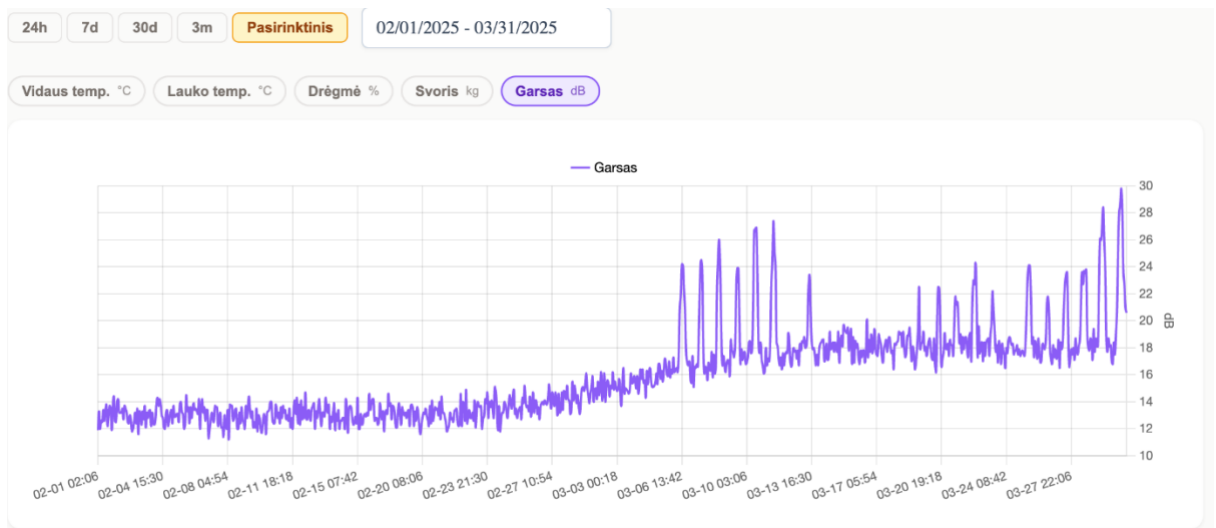 24h 7d 30d 3m Pasirinktinis 02/01/2025 - 03/31/2025
Vidaus temp. °C Lauko temp. °C Drėgmė % Svoris kg Garsas dB
Garsas
30
28
26
24
22
20
18
16
14
12
10
dB
02-01 02:06 02-04 15:30 02-08 04:54 02-11 18:18 02-15 07:42 02-20 08:06 02-23 21:30 02-27 10:54 03-03 00:18 03-06 13:42 03-10 03:06 03-13 16:30 03-17 05:54 03-20 19:18 03-24 08:42 03-27 22:06